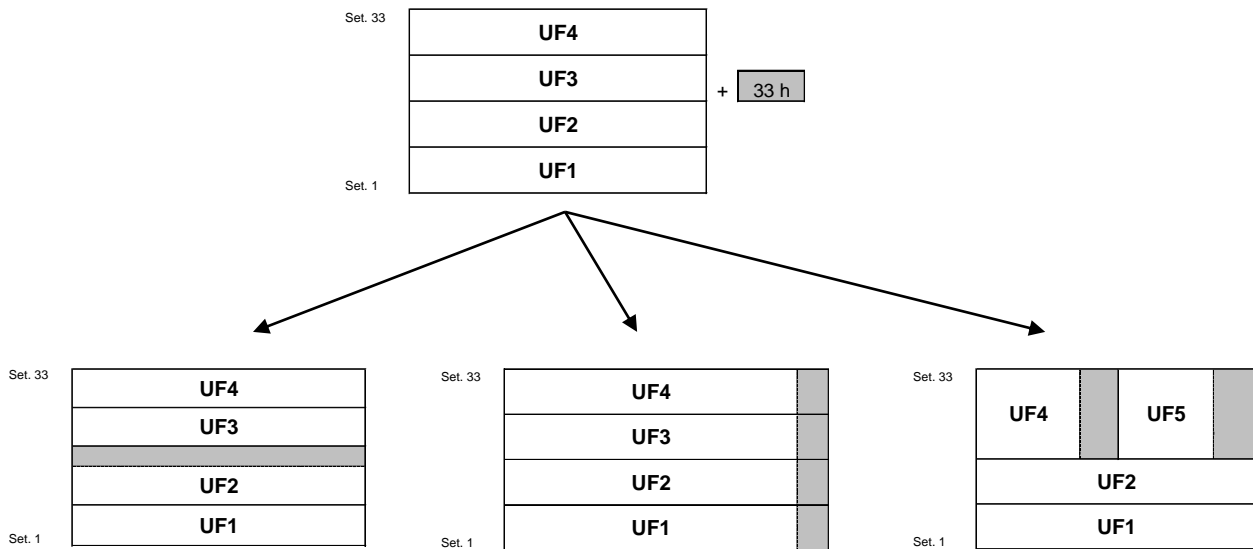 Set. 33
UF4
UF3
+ 33 h
UF2
UF1
Set. 1
Set. 33
UF4
UF3
UF2
UF1
Set. 1
Set. 33
UF4
UF3
UF2
UF1
Set. 1
Set. 33
UF4 UF5
UF2
UF1
Set. 1